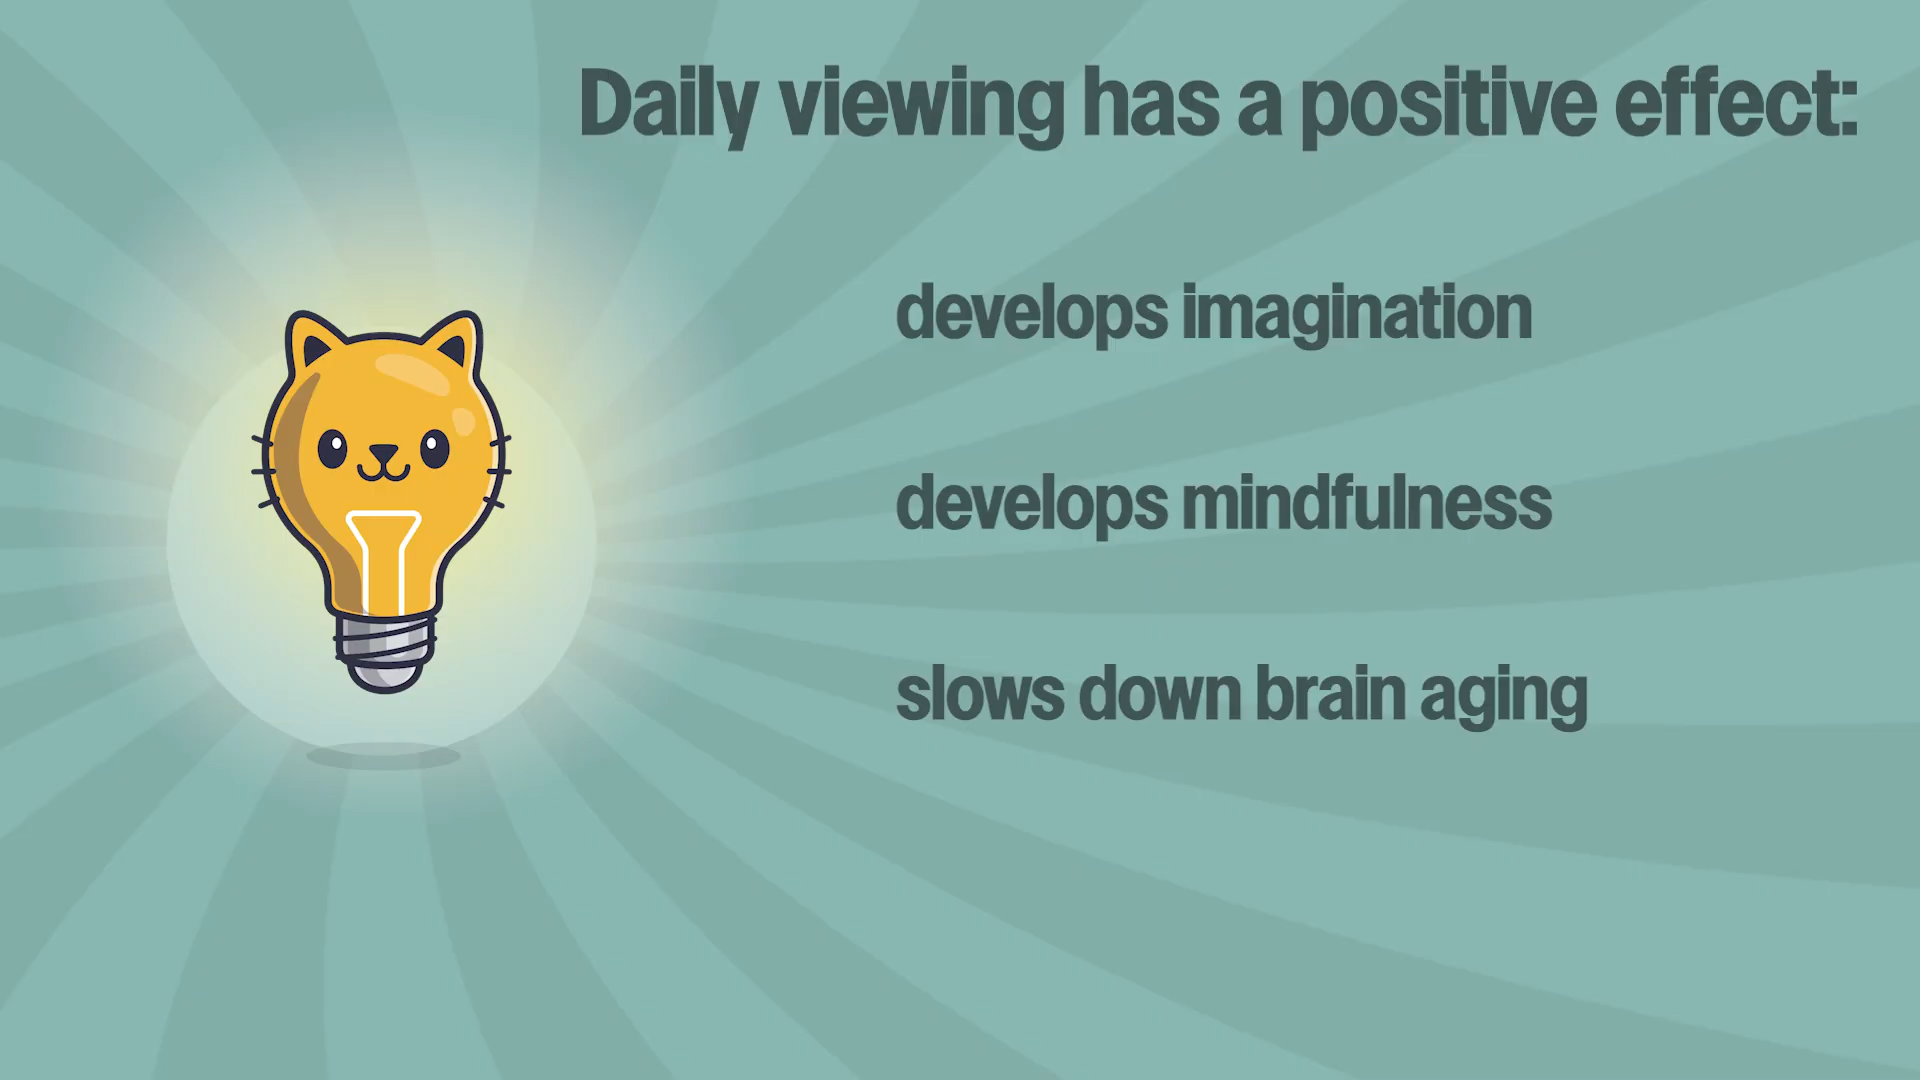 Daily viewing has a positive effect:
develops imagination
develops mindfulness
slows down brain aging